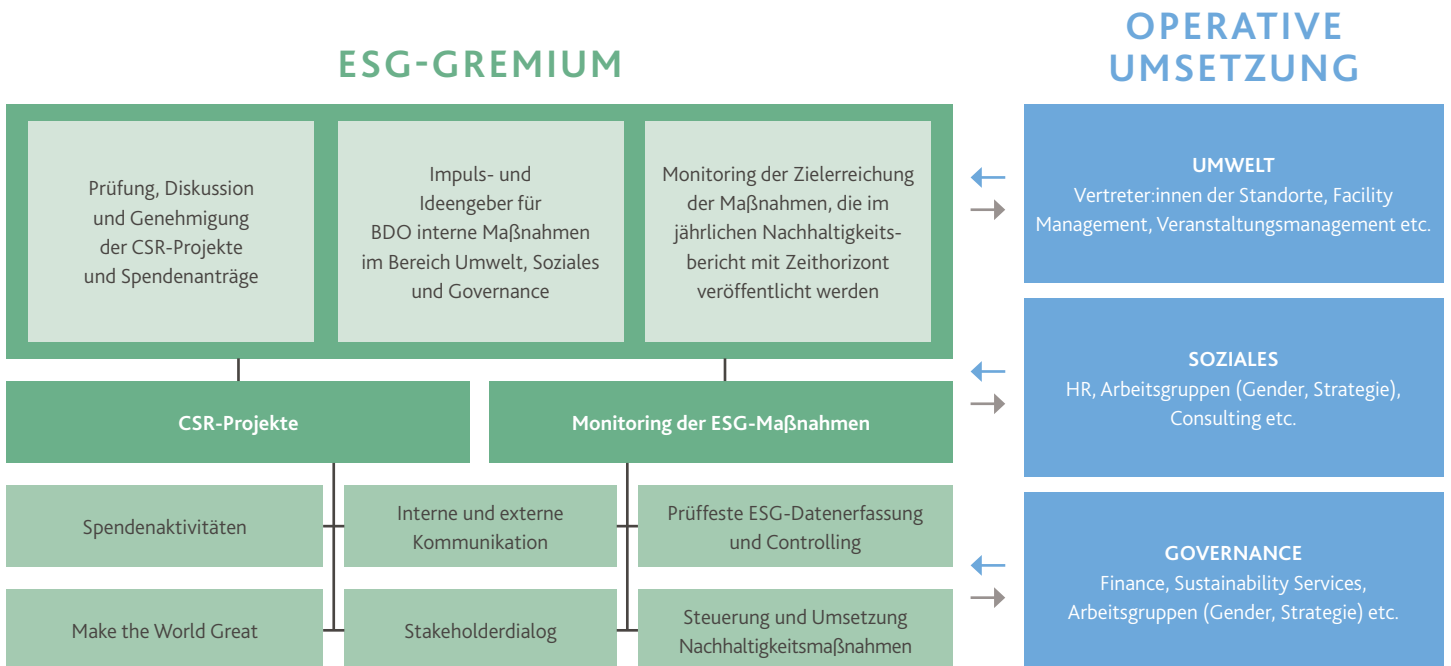 ESG-GREMIUM
Prüfung, Diskussion
und Genehmigung
der CSR-Projekte
und Spendenanträge
Impuls- und
Ideengeber für
BDO interne Maßnahmen
im Bereich Umwelt, Soziales
und Governance
Monitoring der Zielerreichung
der Maßnahmen, die im
jährlichen Nachhaltigkeits-
bericht mit Zeithorizont
veröffentlicht werden
CSR-Projekte
Monitoring der ESG-Maßnahmen
Spendenaktivitäten
Interne und externe
Kommunikation
Prüffeste ESG-Datenerfassung
und Controlling
Make the World Great
Stakeholderdialog
Steuerung und Umsetzung
Nachhaltigkeitsmaßnahmen
OPERATIVE
UMSETZUNG
UMWELT
Vertreter:innen der Standorte, Facility
Management, Veranstaltungsmanagement etc.
SOZIALES
HR, Arbeitsgruppen (Gender, Strategie),
Consulting etc.
GOVERNANCE
Finance, Sustainability Services,
Arbeitsgruppen (Gender, Strategie) etc.